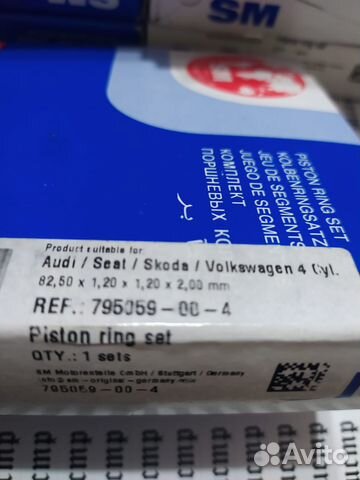 SM
PISTON RING SET
KOLBENRINGSATZ
JEU DE SEGMENTS
JUEGO DE SEGME
КОМПЛЕКТ
ПОРШНЕВЫХ КО
Product suitable for
Audi / Seat / Skoda / Volkswagen 4 Cyl.
82,50 x 1,20 x 1,20 x 2,00 mm
REF.: 795059-00-4
Piston ring set
QTY.: 1 sets
SM Motorenteile GmbH / Stuttgart / Germany
795059-00-4
Avito